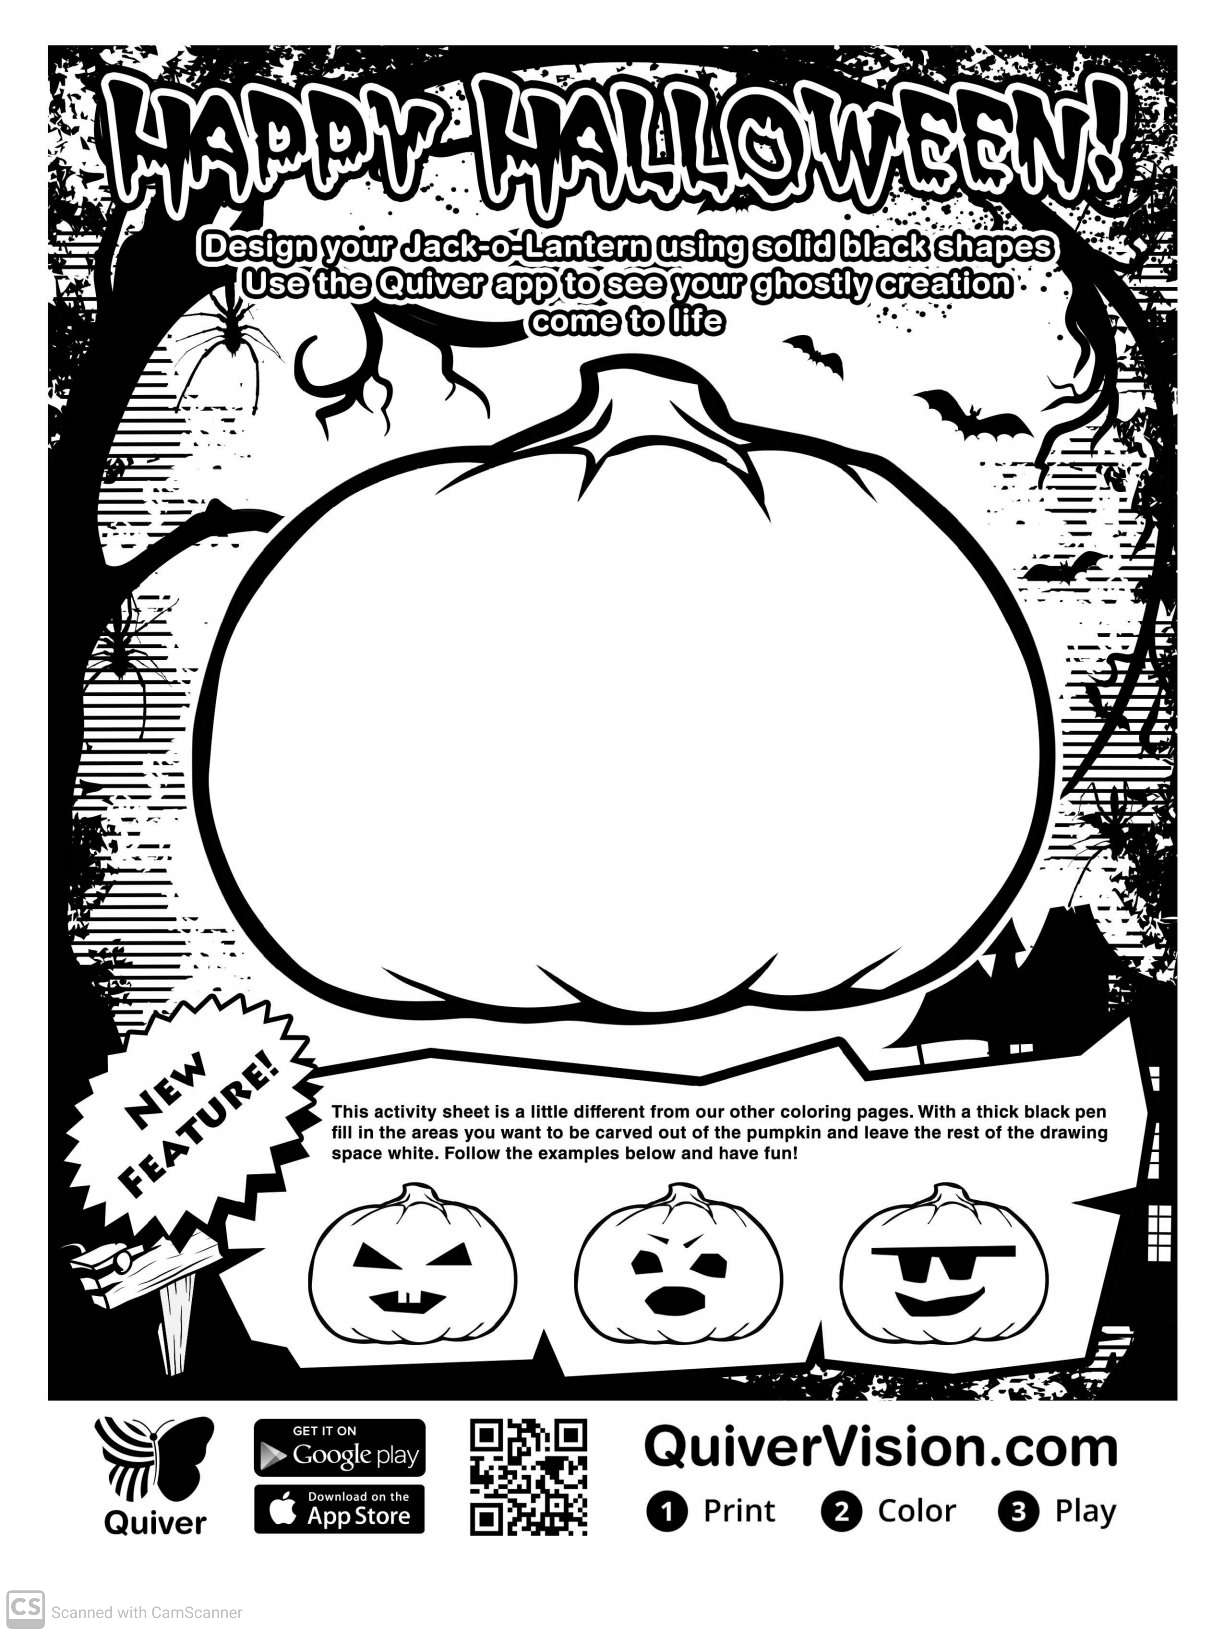 HAPPY HALLOWEEN!
Design your Jack-o-Lantern using solid black shapes
Use the Quiver app to see your ghostly creation
come to life
NEW
FEATURE!
This activity sheet is a little different from our other coloring pages. With a thick black pen
fill in the areas you want to be carved out of the pumpkin and leave the rest of the drawing
space white. Follow the examples below and have fun!
Quiver
GET IT ON
Google play
Download on the
App Store
QuiverVision.com
1 Print 2 Color 3 Play
CS Scanned with CamScanner